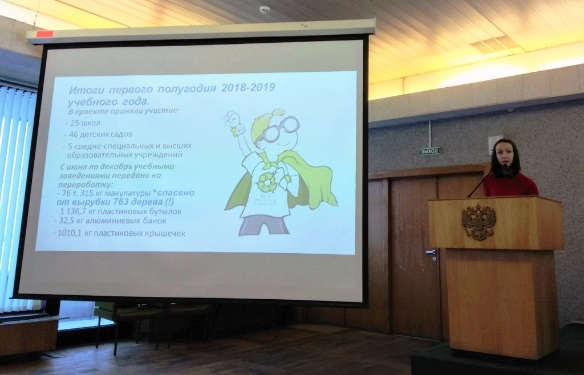 Итоги первого полугодия 2018-2019
учебного года.
В проекте приняли участие:
- 25 школ
- 46 детских садов
- 5 средне-специальных и высших
образовательных учреждений
С июня по декабрь учебными
заведениями передано на
переработку:
- 76 т. 315 кг макулатуры *спасено
от вырубки 763 дерева (!)
- 1 136,7 кг пластиковых бутылок
- 32,5 кг алюминиевых банок
- 1010,1 кг пластиковых крышечек
ВЫХОД